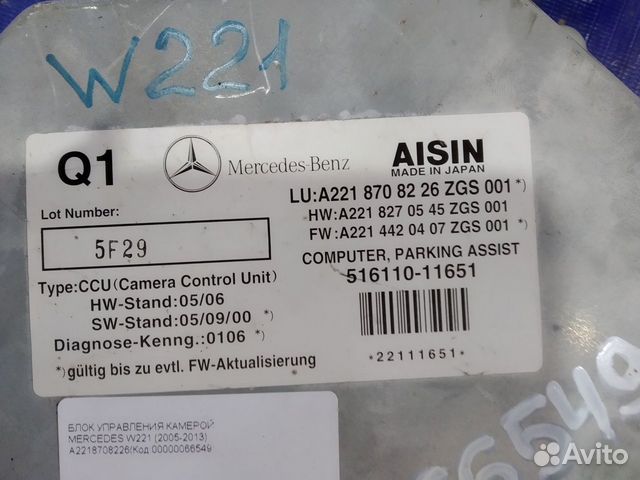 W221
Q1
Mercedes-Benz
AISIN
MADE IN JAPAN
LU:A221 870 82 26 ZGS 001*)
HW:A221 827 05 45 ZGS 001
FW:A221 442 04 07 ZGS 001 *)
Lot Number:
5F29
COMPUTER, PARKING ASSIST
516110-11651
Type:CCU(Camera Control Unit)
HW-Stand:05/06
SW-Stand:05/09/00 *)
Diagnose-Kenng.:0106 *)
*)gültig bis zu evtl. FW-Aktualisierung
*22111651*
БЛОК УПРАВЛЕНИЯ КАМЕРОЙ
MERCEDES W221 (2005-2013)
A2218708226(Код:00000066549
66549
Avito